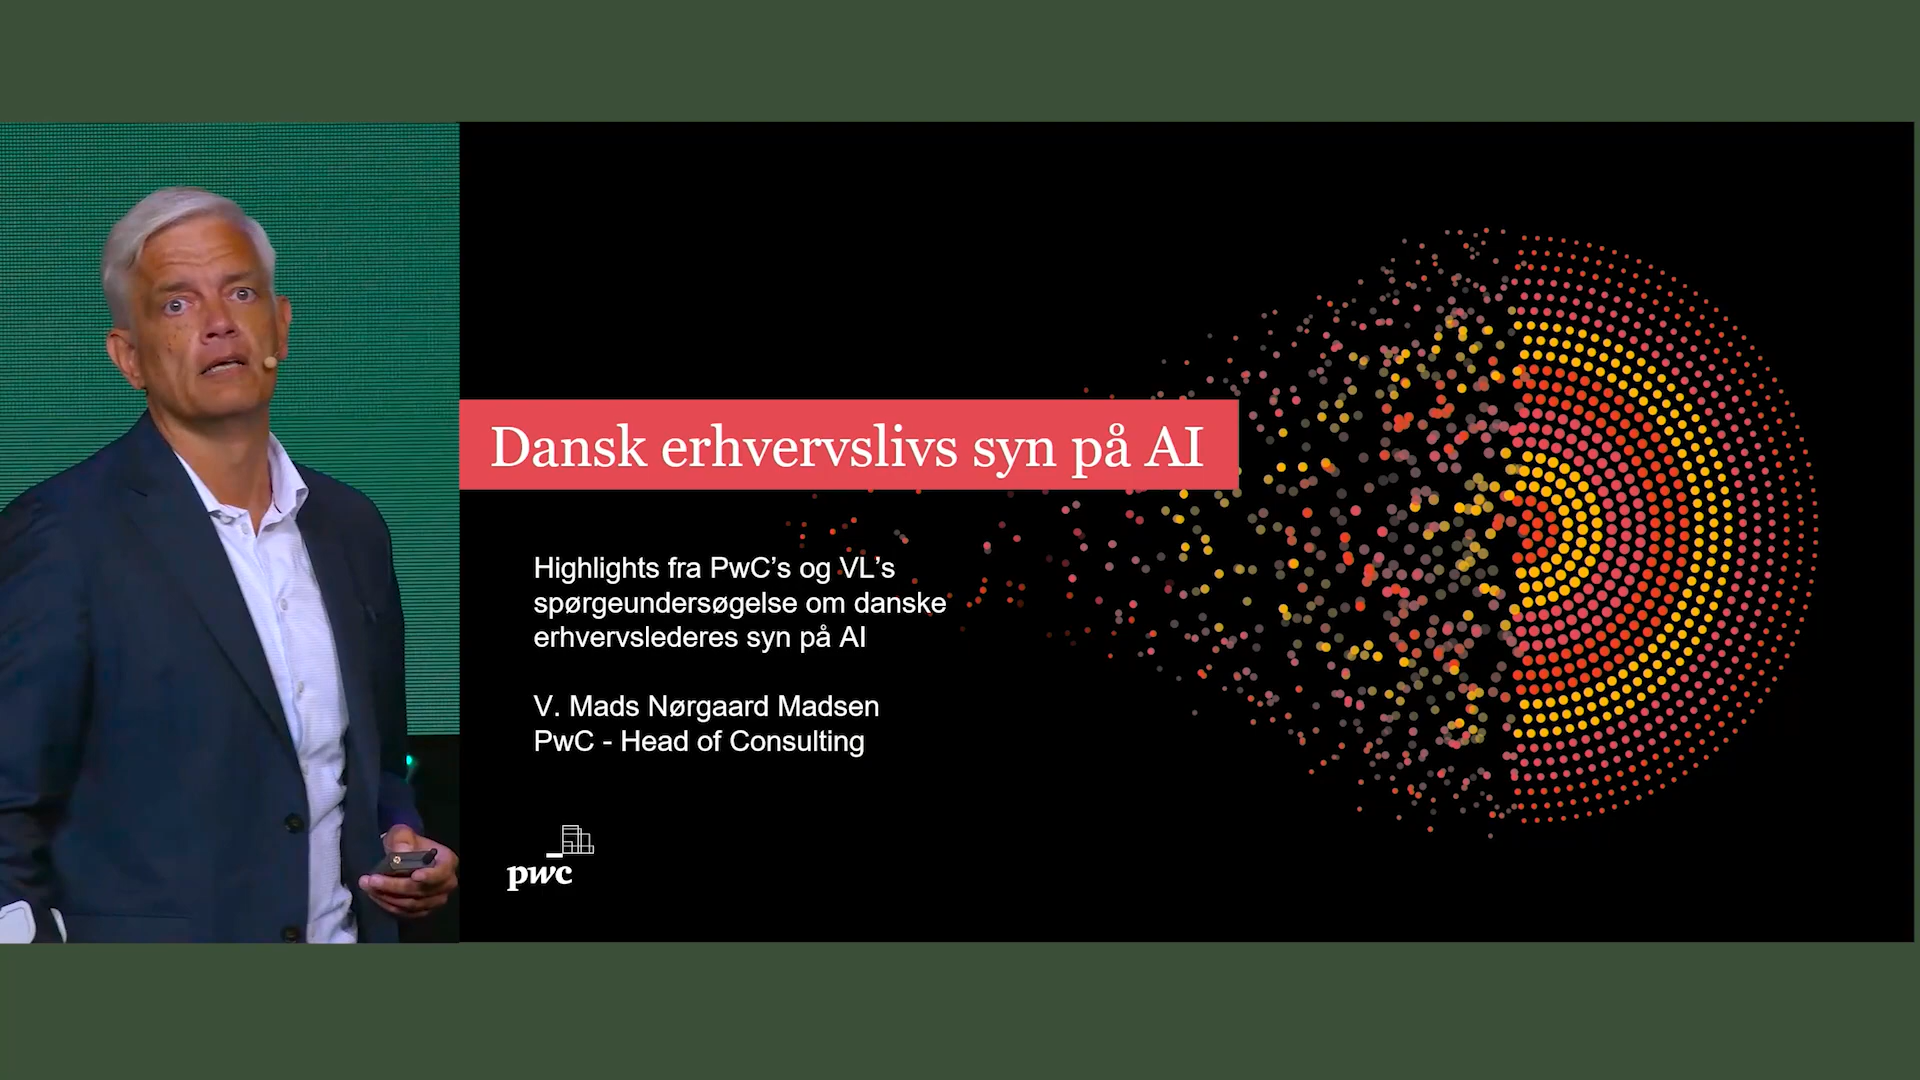 Dansk erhvervslivs syn på AI
Highlights fra PwC’s og VL’s
spørgeundersøgelse om danske
erhvervslederes syn på AI
V. Mads Nørgaard Madsen
PwC - Head of Consulting
pwc